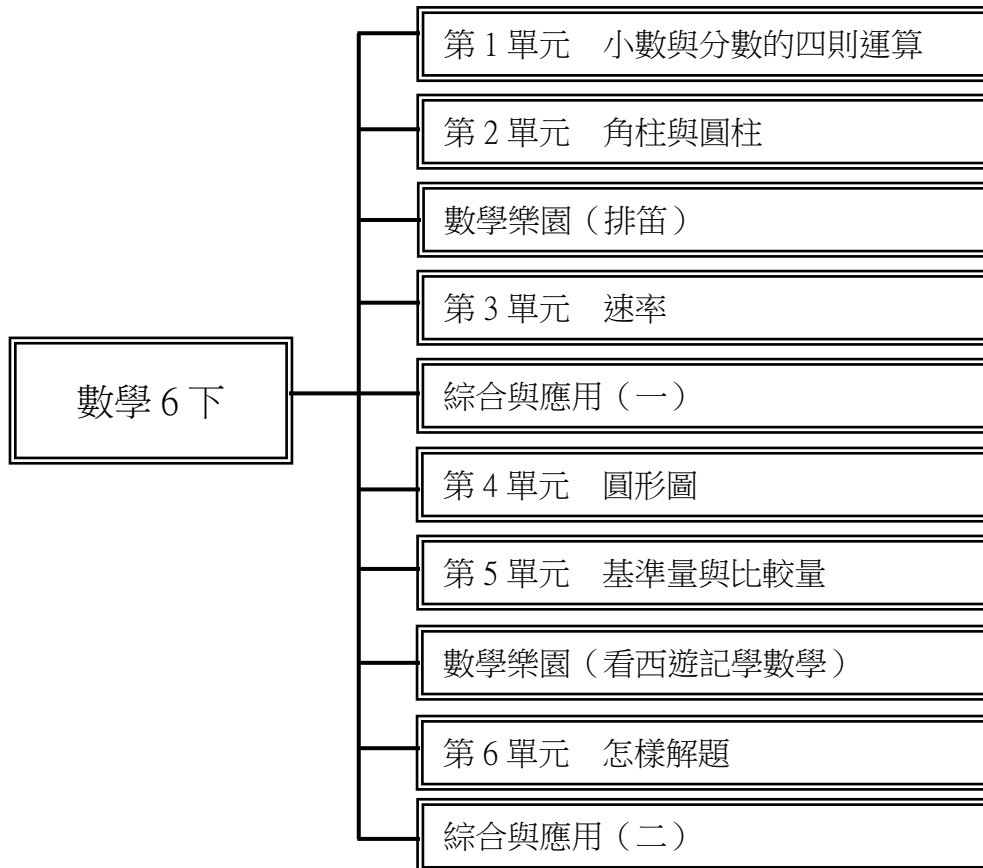 數學 6 下
第 1 單元　小數與分數的四則運算
第 2 單元　角柱與圓柱
數學樂園（排笛）
第 3 單元　速率
綜合與應用（一）
第 4 單元　圓形圖
第 5 單元　基準量與比較量
數學樂園（看西遊記學數學）
第 6 單元　怎樣解題
綜合與應用（二）